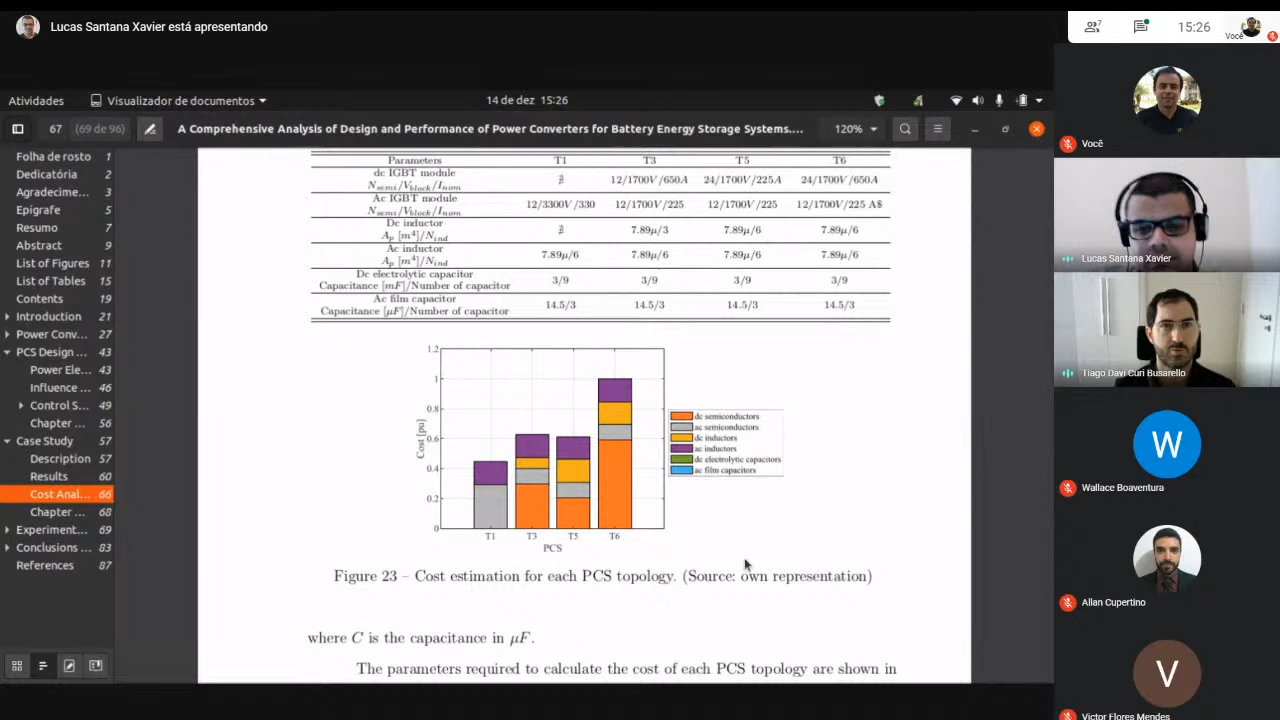 Lucas Santana Xavier está apresentando
7
15:26
Você
Atividades
Visualizador de documentos
14 de dez 15:26
67
(69 de 96)
A Comprehensive Analysis of Design and Performance of Power Converters for Battery Energy Storage Systems....
120%
Folha de rosto 1
Dedicatória 2
Agradecime... 3
Epígrafe 5
Resumo 7
Abstract 9
List of Figures 11
List of Tables 15
Contents 19
Introduction 21
Power Conv... 27
PCS Design ... 43
Power Ele... 43
Influence ... 46
Control S... 49
Chapter ... 56
Case Study 57
Description 57
Results 60
Cost Anal... 66
Chapter ... 68
Experiment... 69
Conclusions ... 83
References 87
Parameters T1 T3 T5 T6
dc IGBT module
N_semi/V_block/I_nom ∄ 12/1700V/650A 24/1700V/225A 24/1700V/650A
Ac IGBT module
N_semi/V_block/I_nom 12/3300V/330 12/1700V/225 12/1700V/225 12/1700V/225 A$
Dc inductor
A_p [m⁴]/N_ind ∄ 7.89µ/3 7.89µ/6 7.89µ/6
Ac inductor
A_p [m⁴]/N_ind 7.89µ/6 7.89µ/6 7.89µ/6 7.89µ/6
Dc electrolytic capacitor
Capacitance [mF]/Number of capacitor 3/9 3/9 3/9 3/9
Ac film capacitor
Capacitance [µF]/Number of capacitor 14.5/3 14.5/3 14.5/3 14.5/3
1.2
1
0.8
0.6
0.4
0.2
0
Cost [pu]
T1 T3 T5 T6
PCS
dc semiconductors
ac semiconductors
dc inductors
ac inductors
dc electrolytic capacitors
ac film capacitors
Figure 23 – Cost estimation for each PCS topology. (Source: own representation)
where C is the capacitance in µF.
The parameters required to calculate the cost of each PCS topology are shown in
Você
Lucas Santana Xavier
Tiago Davi Curi Busarello
W
Wallace Boaventura
Allan Cupertino
V
Victor Flores Mendes